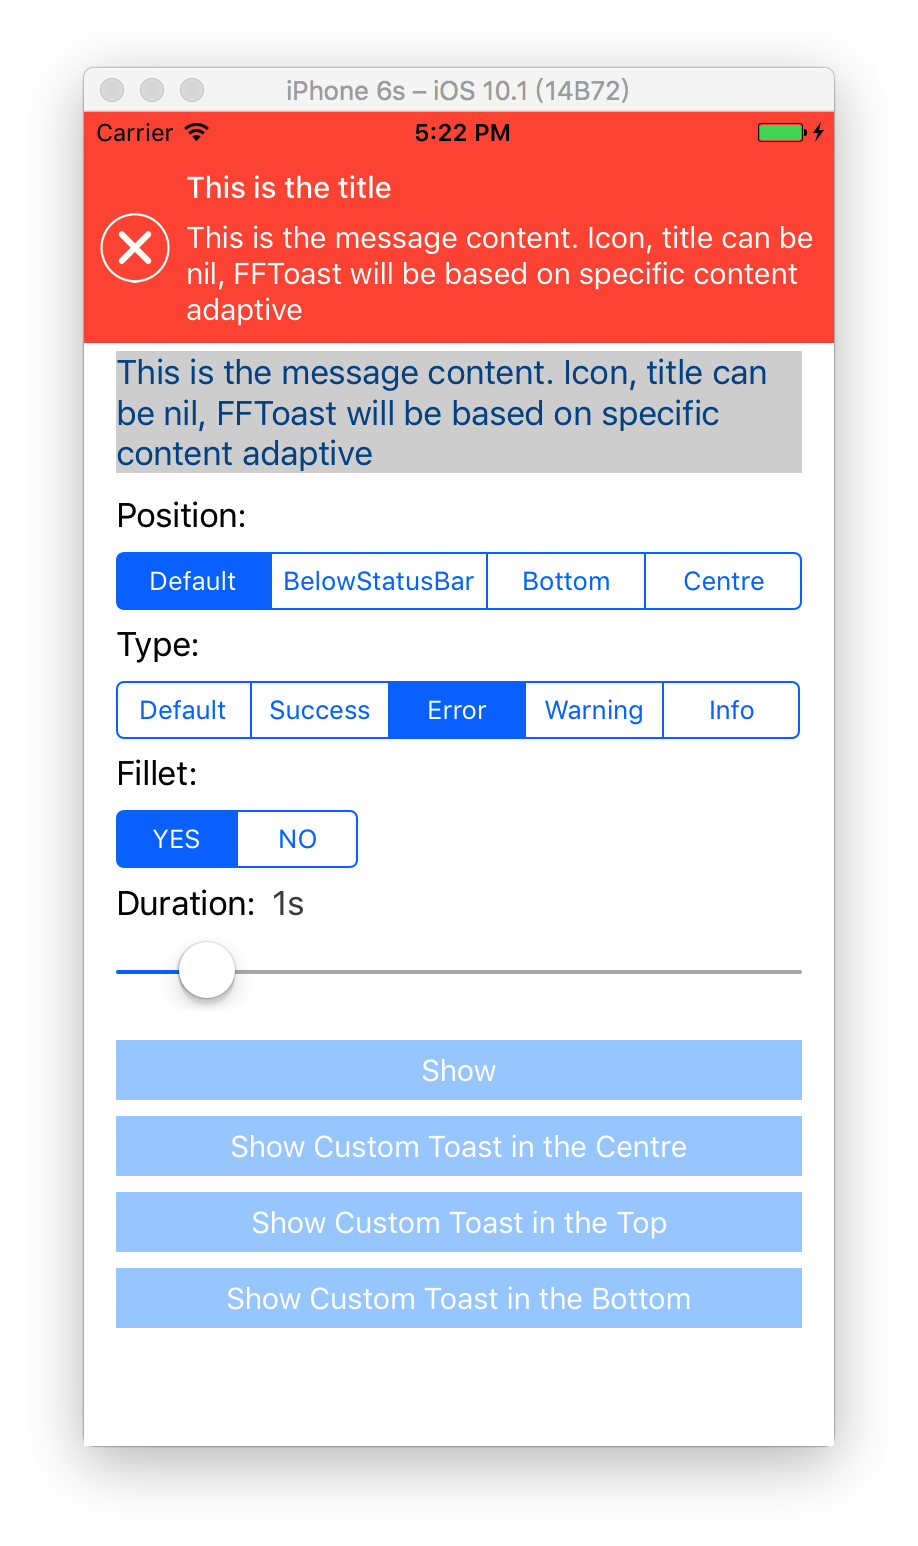 iPhone 6s – iOS 10.1 (14B72)
Carrier 5:22 PM
This is the title
This is the message content. Icon, title can be
nil, FFToast will be based on specific content
adaptive
This is the message content. Icon, title can
be nil, FFToast will be based on specific
content adaptive
Position:
Default BelowStatusBar Bottom Centre
Type:
Default Success Error Warning Info
Fillet:
YES NO
Duration: 1s
Show
Show Custom Toast in the Centre
Show Custom Toast in the Top
Show Custom Toast in the Bottom